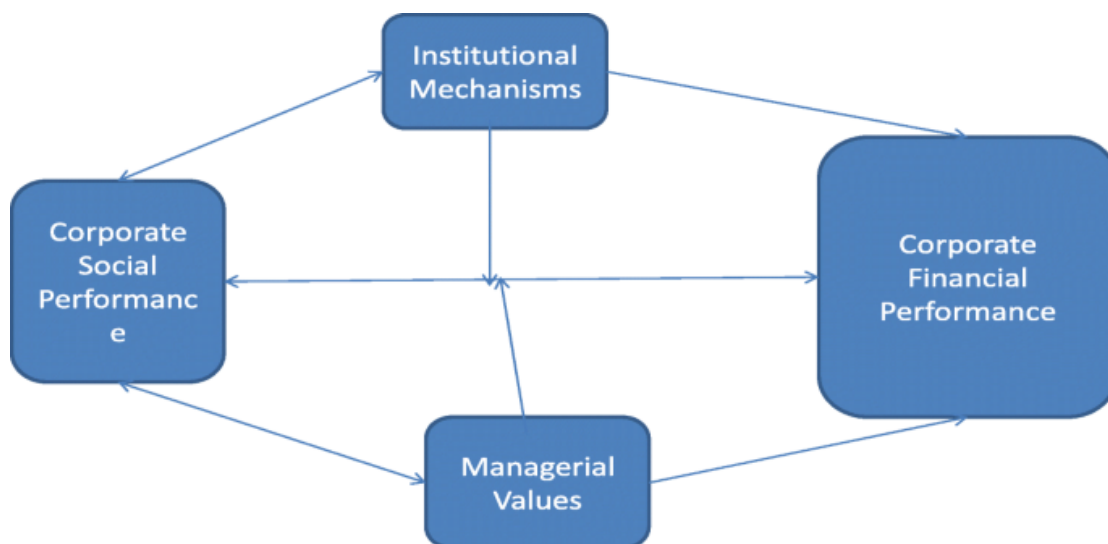 Institutional
Mechanisms
Corporate
Social
Performanc
e
Corporate
Financial
Performance
Managerial
Values